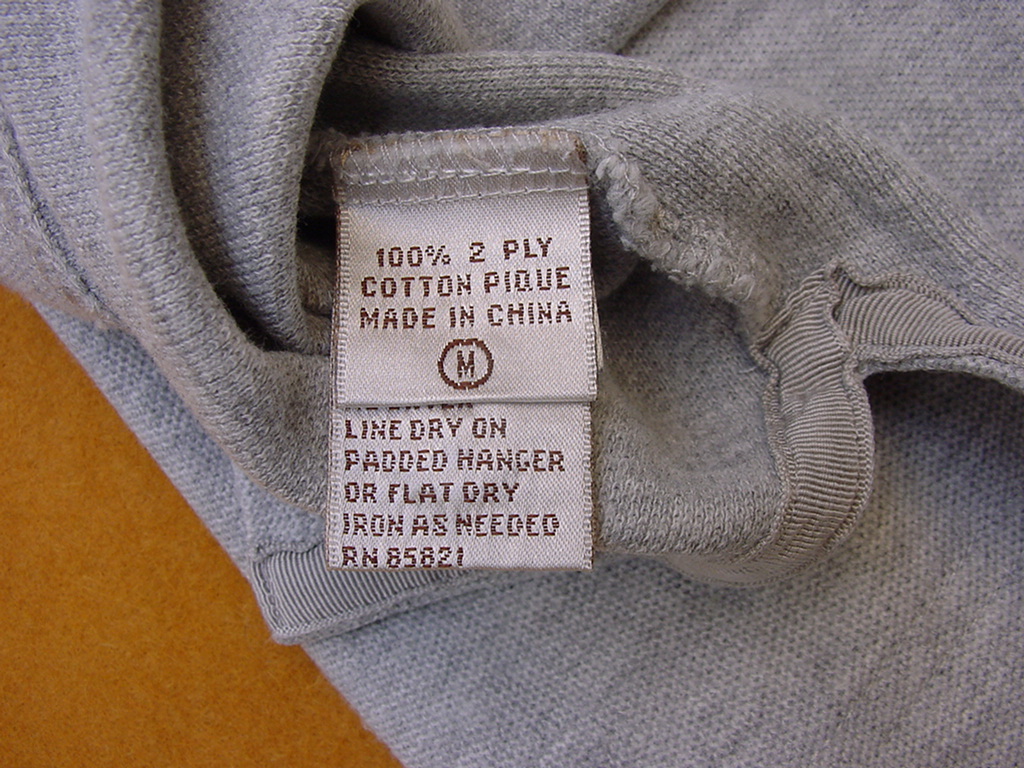 100% 2 PLY
COTTON PIQUE
MADE IN CHINA
M
LINE DRY ON
PADDED HANGER
OR FLAT DRY
IRON AS NEEDED
RN 85821